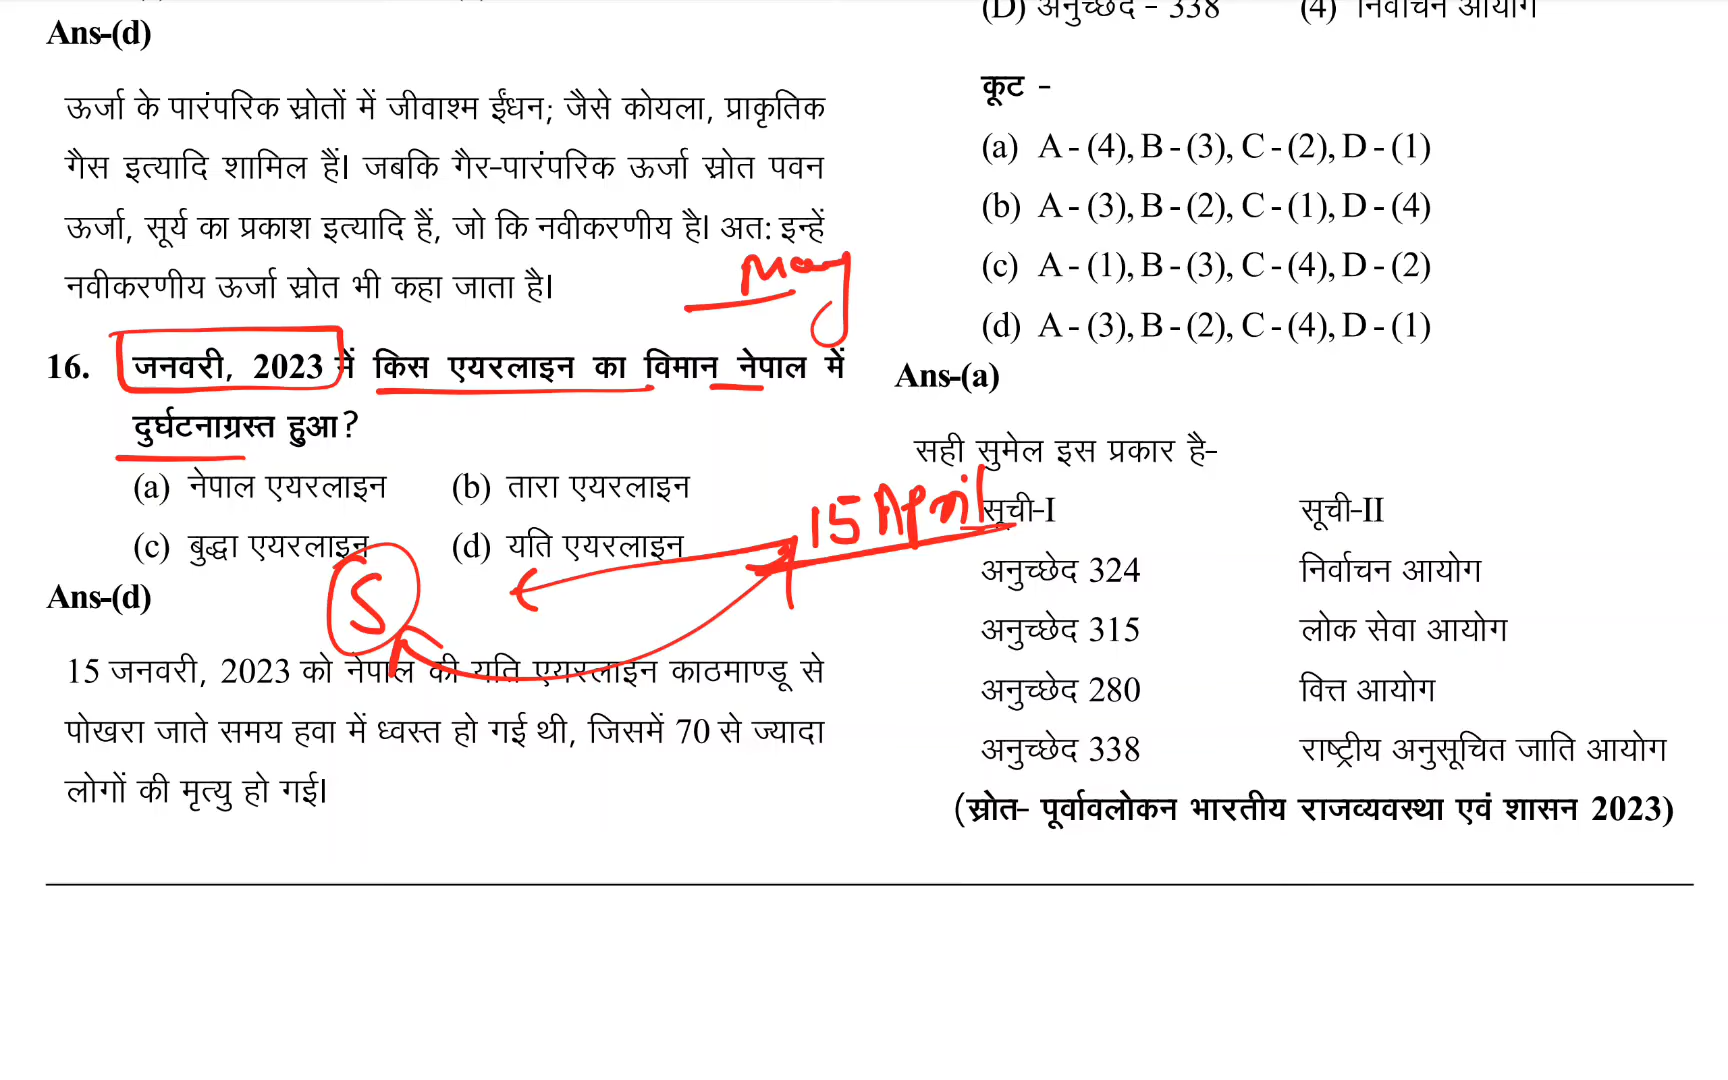 Ans-(d)
ऊर्जा के पारंपरिक स्रोतों में जीवाश्म ईंधन; जैसे कोयला, प्राकृतिक
गैस इत्यादि शामिल हैं। जबकि गैर-पारंपरिक ऊर्जा स्रोत पवन
ऊर्जा, सूर्य का प्रकाश इत्यादि हैं, जो कि नवीकरणीय है। अत: इन्हें
नवीकरणीय ऊर्जा स्रोत भी कहा जाता है।
May
16. जनवरी, 2023 में किस एयरलाइन का विमान नेपाल में
दुर्घटनाग्रस्त हुआ?
(a) नेपाल एयरलाइन (b) तारा एयरलाइन
(c) बुद्धा एयरलाइन (d) यति एयरलाइन
15 April
S
Ans-(d)
15 जनवरी, 2023 को नेपाल की यति एयरलाइन काठमाण्डू से
पोखरा जाते समय हवा में ध्वस्त हो गई थी, जिसमें 70 से ज्यादा
लोगों की मृत्यु हो गई।
(D) अनुच्छेद - 338 (4) निर्वाचन आयोग
कूट -
(a) A - (4), B - (3), C - (2), D - (1)
(b) A - (3), B - (2), C - (1), D - (4)
(c) A - (1), B - (3), C - (4), D - (2)
(d) A - (3), B - (2), C - (4), D - (1)
Ans-(a)
सही सुमेल इस प्रकार है-
सूची-I सूची-II
अनुच्छेद 324 निर्वाचन आयोग
अनुच्छेद 315 लोक सेवा आयोग
अनुच्छेद 280 वित्त आयोग
अनुच्छेद 338 राष्ट्रीय अनुसूचित जाति आयोग
(स्रोत- पूर्वावलोकन भारतीय राजव्यवस्था एवं शासन 2023)